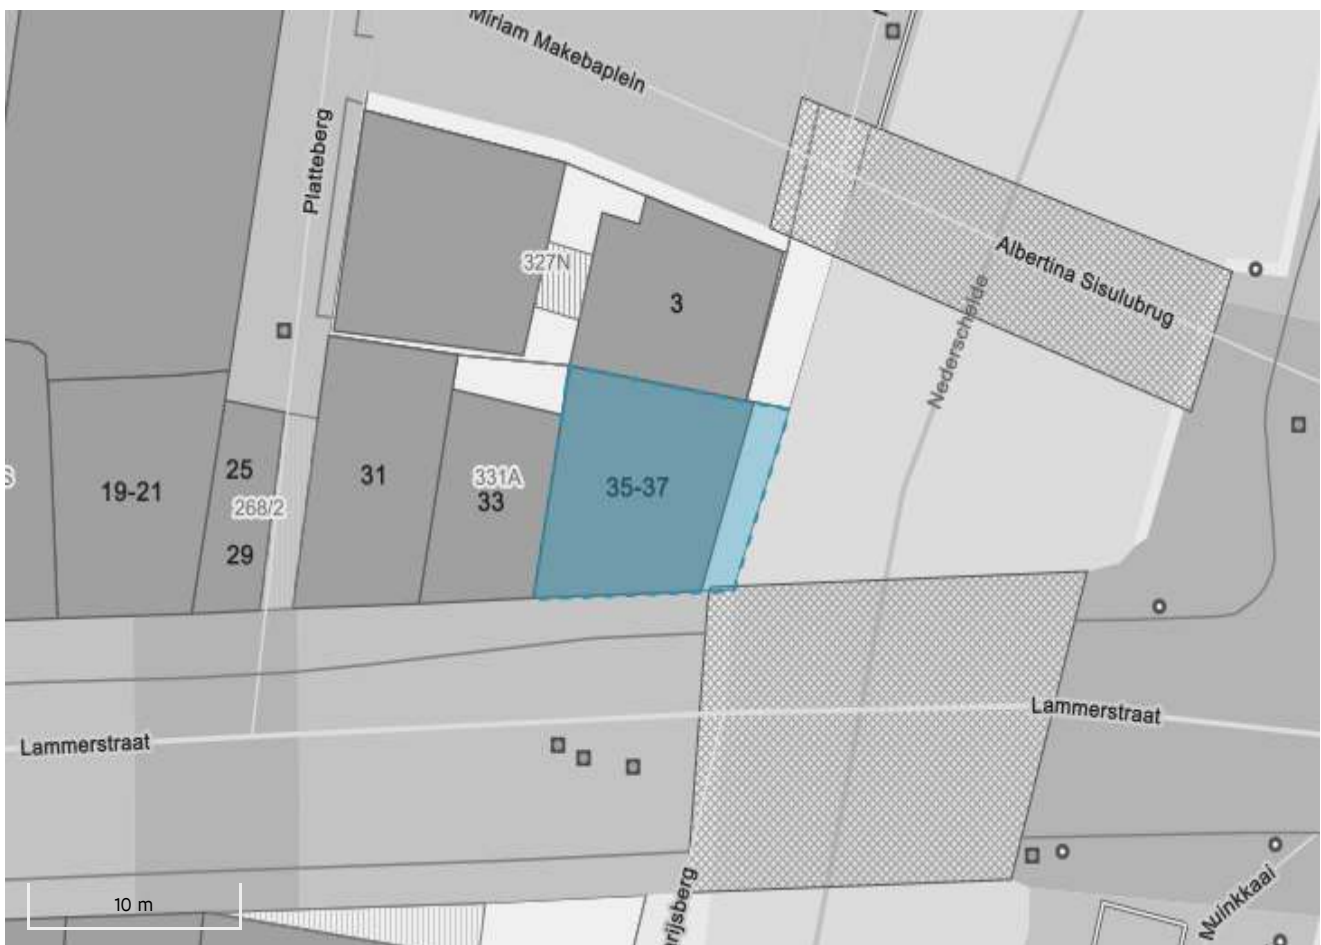 Miriam Makebaplein
Platteberg
327N
3
Albertina Sisulubrug
Nederschelde
19-21
25
268/2
29
31
331A
33
35-37
S
Lammerstraat
Lammerstraat
10 m
Muinkkaai